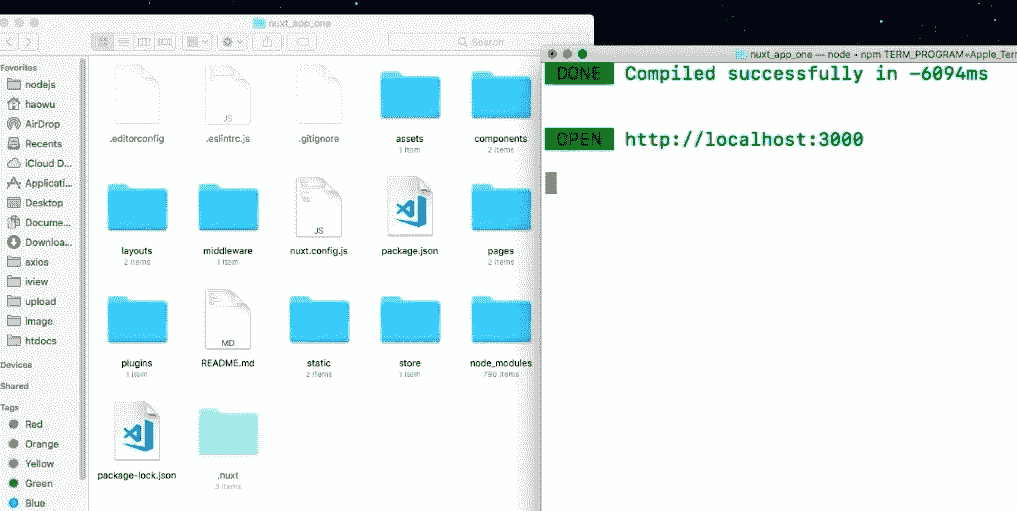 nuxt_app_one
Search
Favorites
nodejs
haowu
AirDrop
Recents
iCloud D...
Applicati...
Desktop
Docume...
Downloa...
axios
iview
upload
image
htdocs
Devices
Shared
Tags
Red
Orange
Yellow
Green
Blue
.editorconfig
JS
.eslintrc.js
.gitignore
assets
1 item
components
2 items
layouts
2 items
middleware
1 item
JS
nuxt.config.js
package.json
pages
2 items
plugins
1 item
MD
README.md
static
2 items
store
1 item
node_modules
790 items
package-lock.json
.nuxt
3 items
nuxt_app_one — node • npm TERM_PROGRAM=Apple_Tern
DONE Compiled successfully in -6094ms
OPEN http://localhost:3000